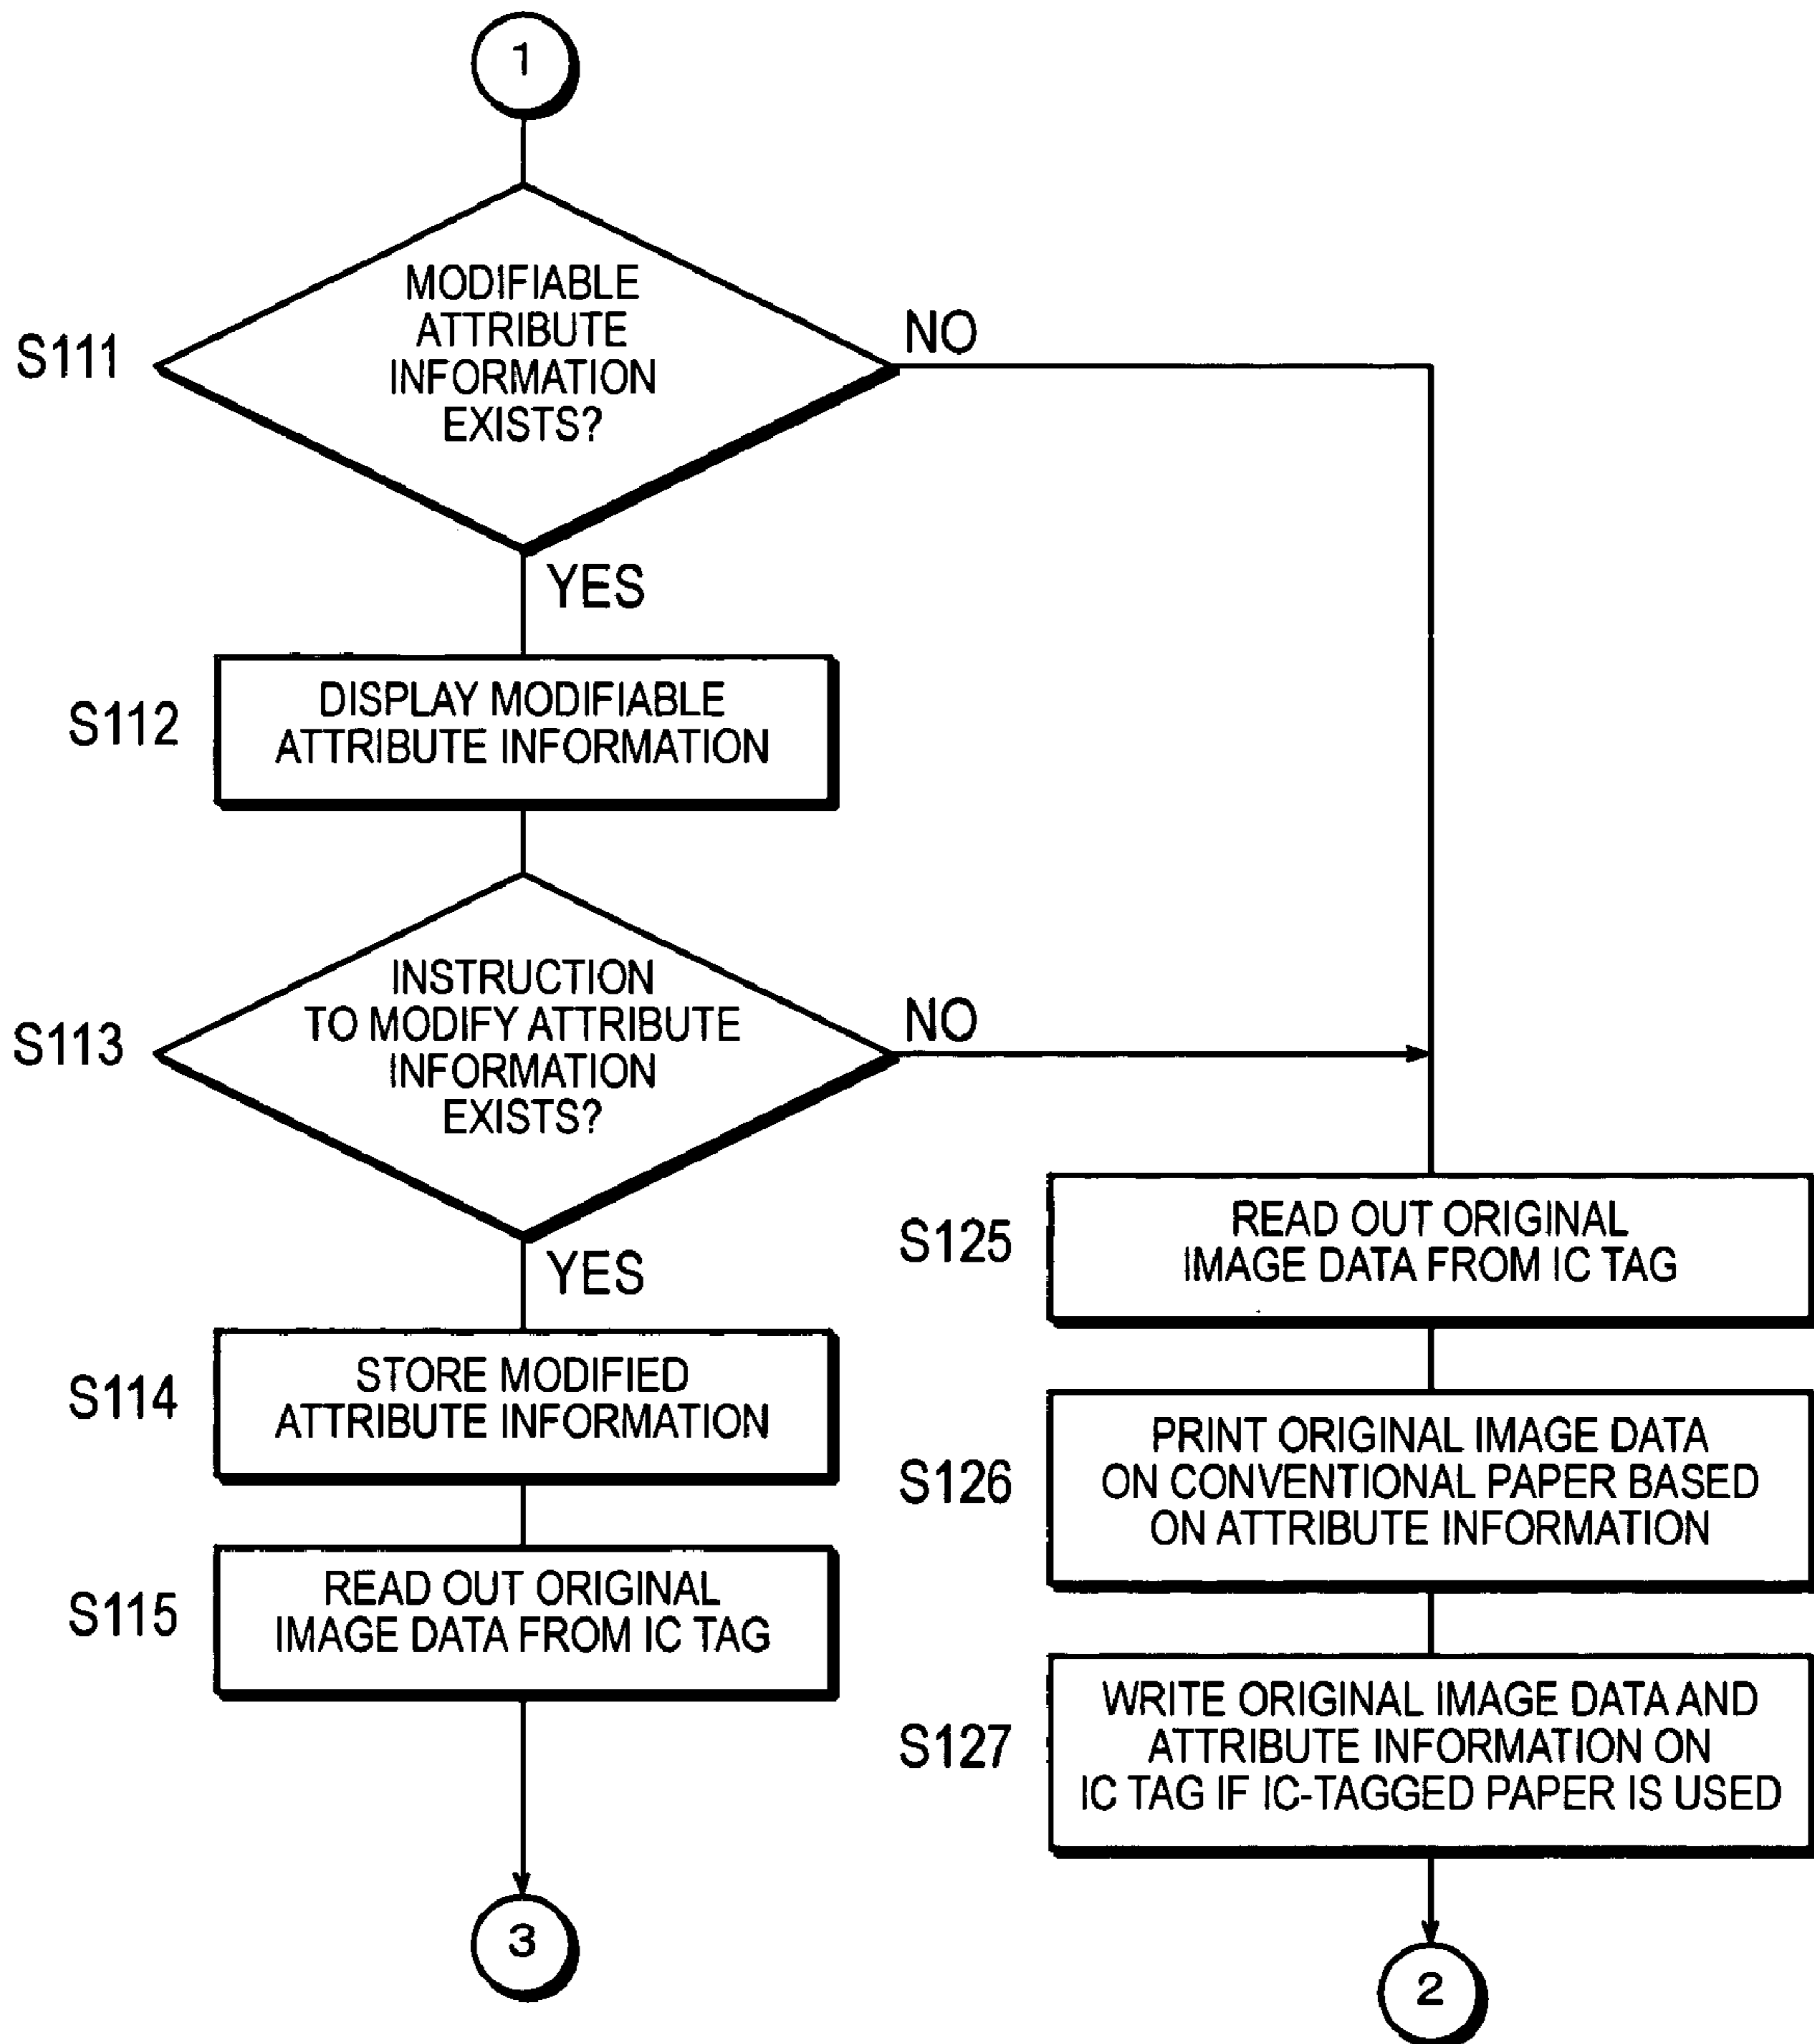 1
S111
MODIFIABLE
ATTRIBUTE
INFORMATION
EXISTS?
NO
YES
S112
DISPLAY MODIFIABLE
ATTRIBUTE INFORMATION
S113
INSTRUCTION
TO MODIFY ATTRIBUTE
INFORMATION
EXISTS?
NO
YES
S114
STORE MODIFIED
ATTRIBUTE INFORMATION
S115
READ OUT ORIGINAL
IMAGE DATA FROM IC TAG
3
S125
READ OUT ORIGINAL
IMAGE DATA FROM IC TAG
S126
PRINT ORIGINAL IMAGE DATA
ON CONVENTIONAL PAPER BASED
ON ATTRIBUTE INFORMATION
S127
WRITE ORIGINAL IMAGE DATA AND
ATTRIBUTE INFORMATION ON
IC TAG IF IC-TAGGED PAPER IS USED
2